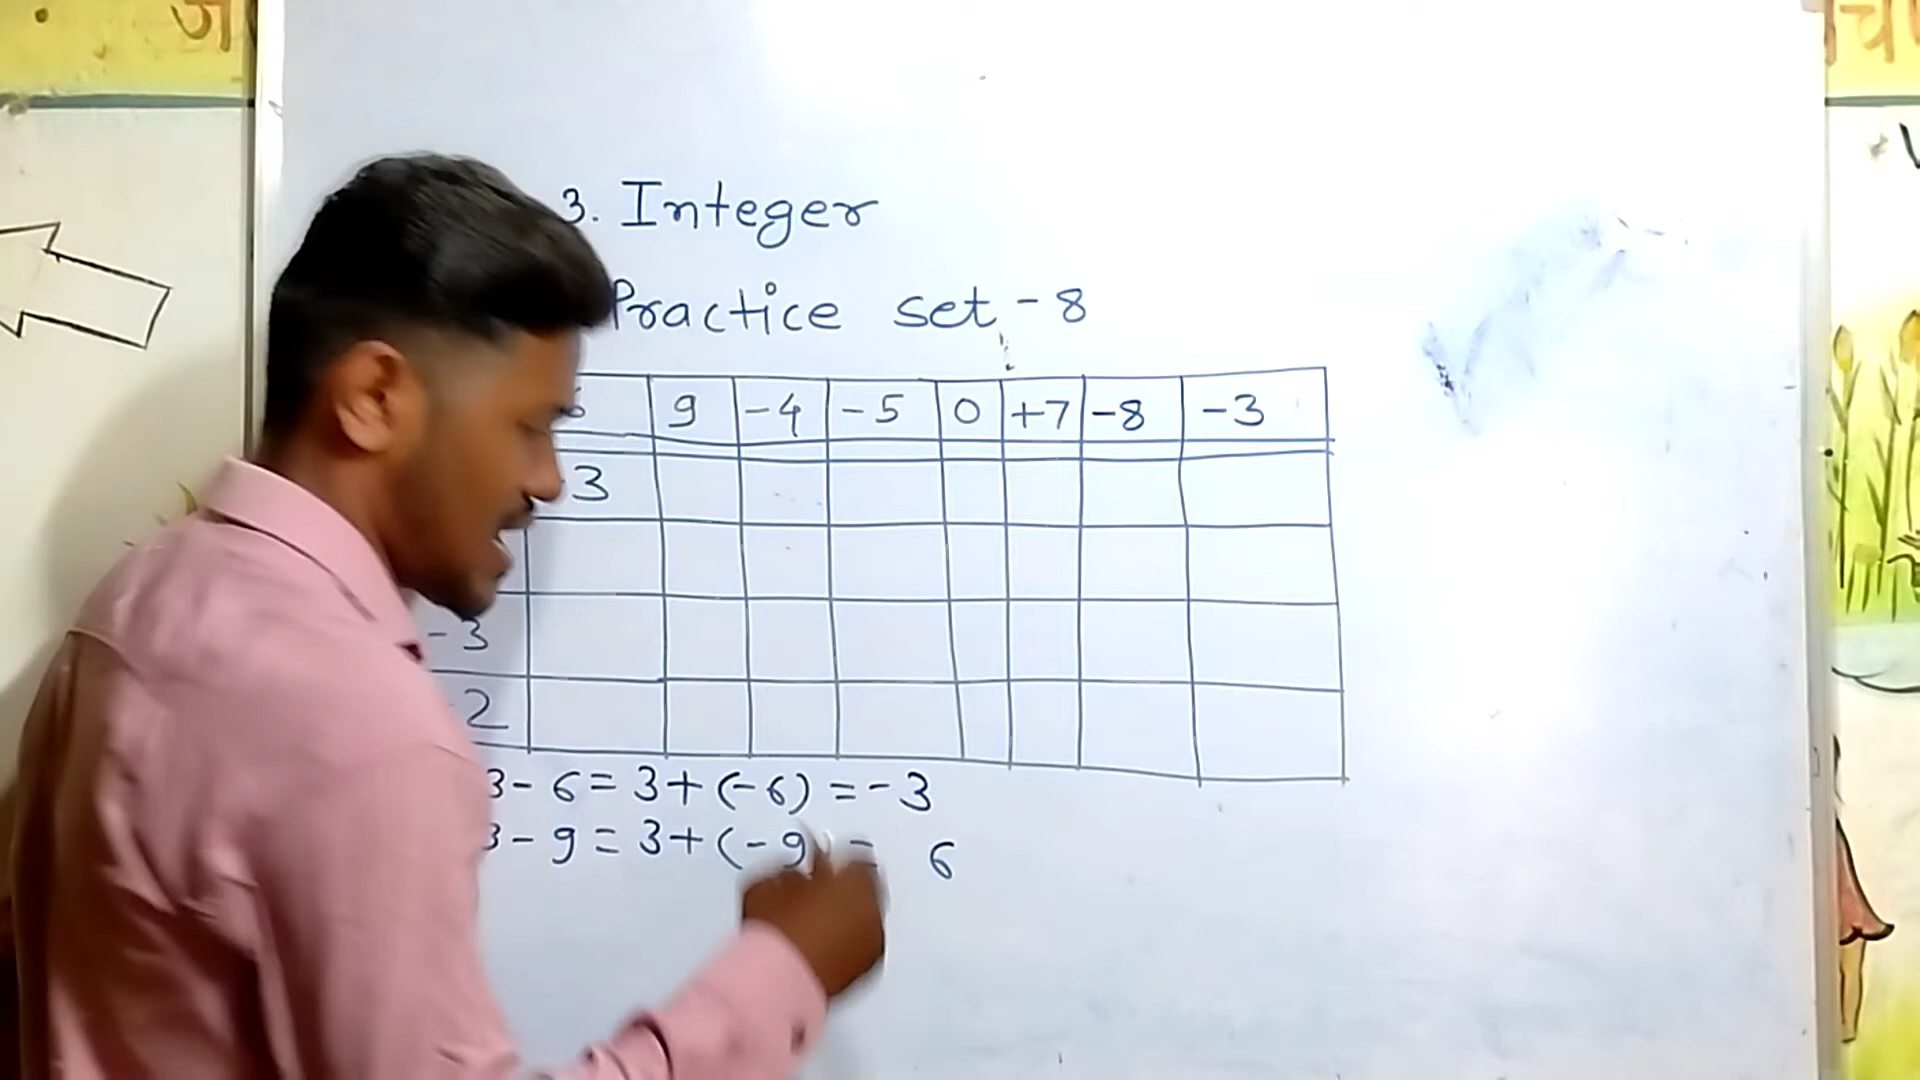 ज
3. Integer
Practice set - 8
6 9 -4 -5 0 +7 -8 -3
3
-3
-2
3 - 6 = 3 + (-6) = -3
3 - 9 = 3 + (-9) = 6